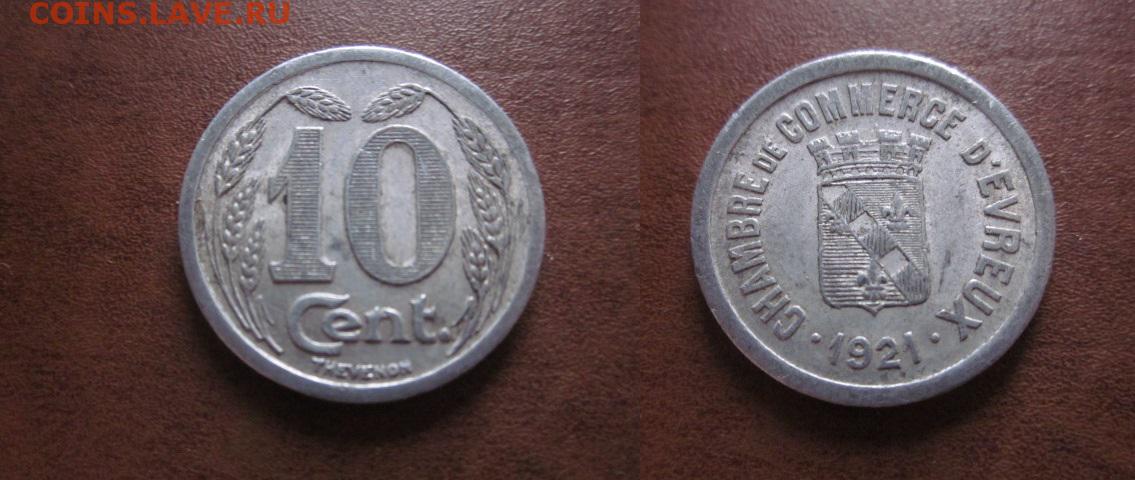 COINS.LAVE.RU
10
Cent.
THEVENON
CHAMBRE DE COMMERCE D'EVREUX
· 1921 ·